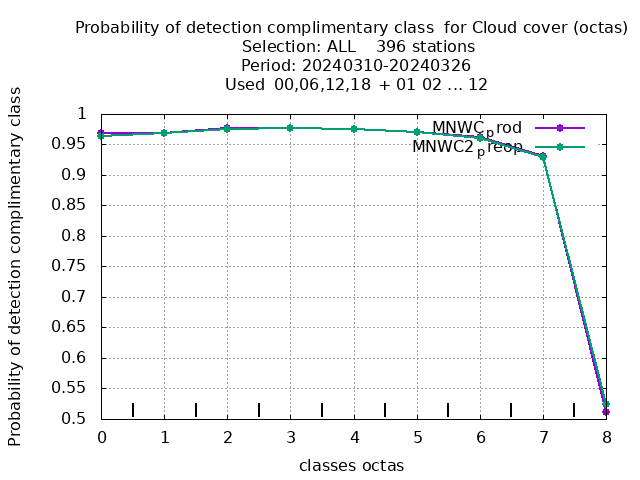 Probability of detection complimentary class  for Cloud cover (octas)
Selection: ALL    396 stations
Period: 20240310-20240326
Used  00,06,12,18  + 01 02 ... 12
Probability of detection complimentary class
1
0.95
0.9
0.85
0.8
0.75
0.7
0.65
0.6
0.55
0.5
MNWCprod
MNWC2preop
0 1 2 3 4 5 6 7 8
classes octas